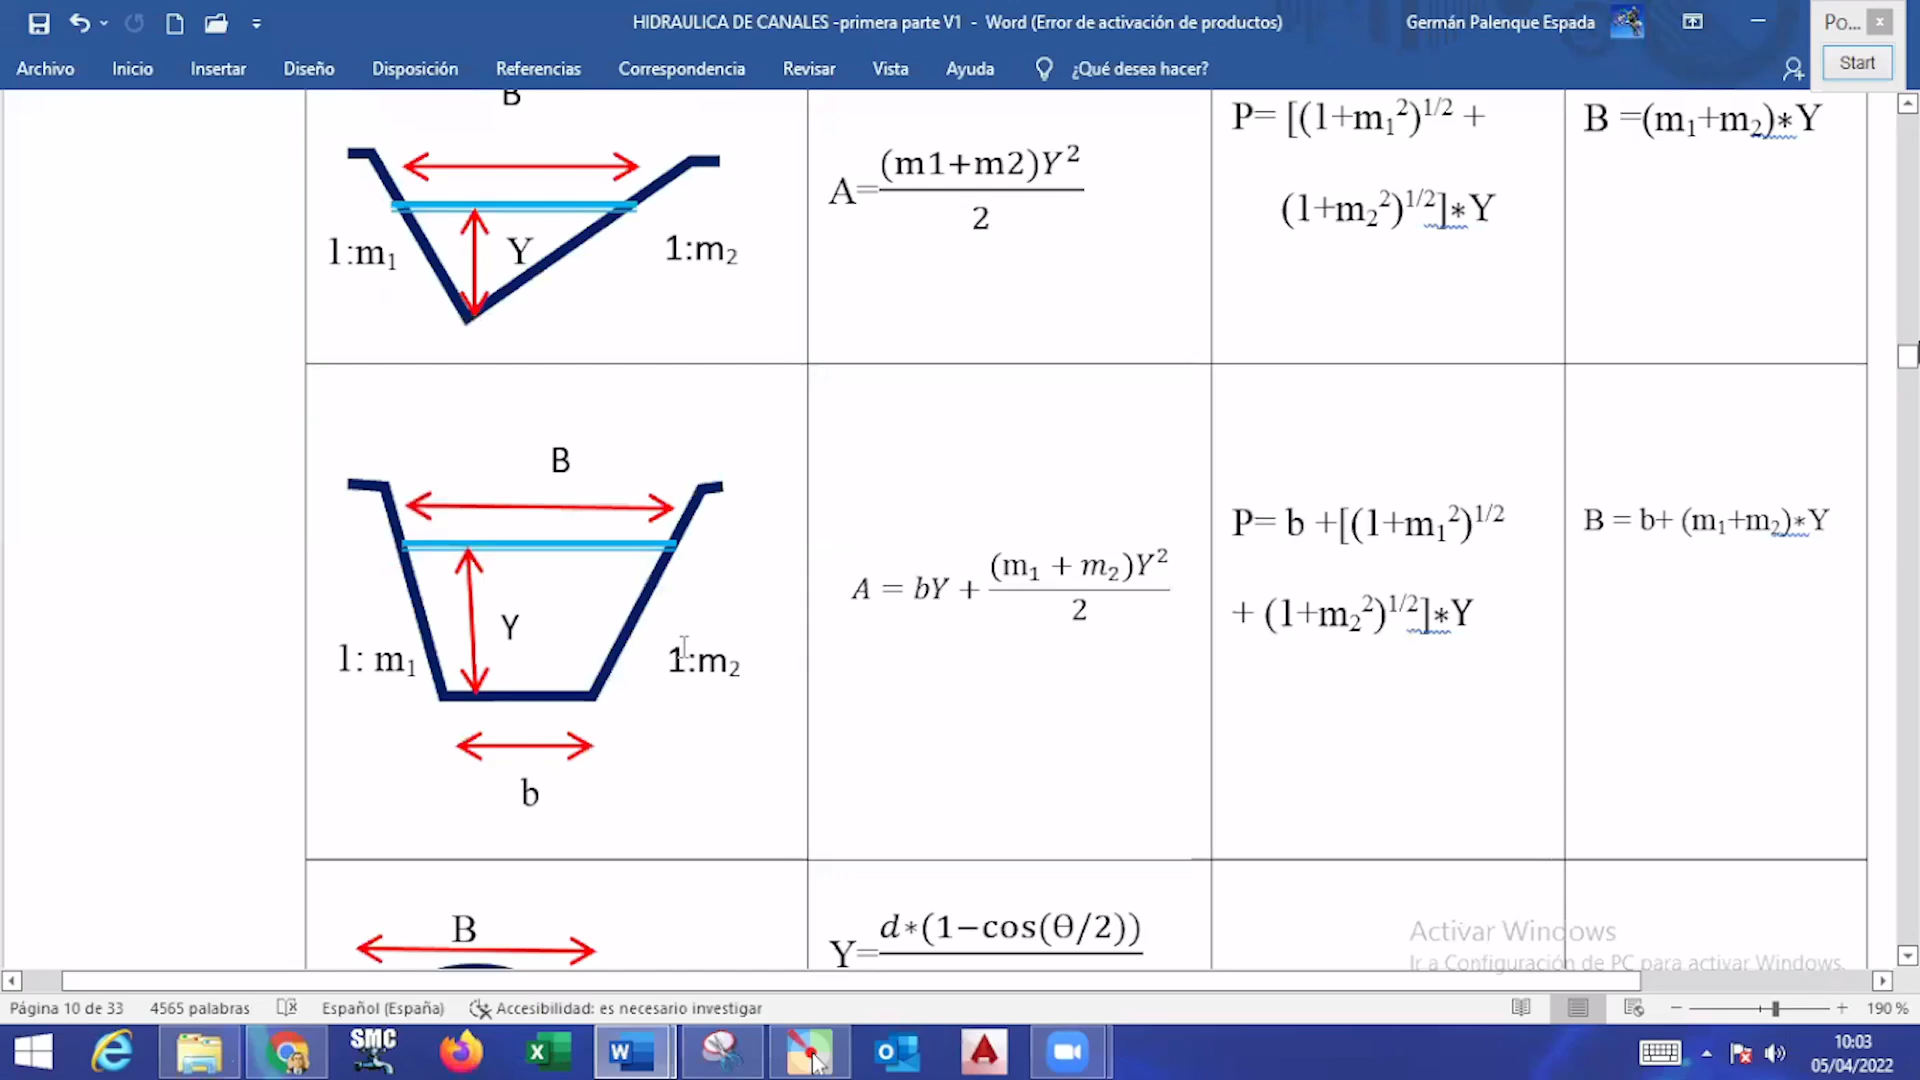 HIDRAULICA DE CANALES -primera parte V1 - Word (Error de activación de productos)
Germán Palenque Espada
Po...
Start
Archivo Inicio Insertar Diseño Disposición Referencias Correspondencia Revisar Vista Ayuda ¿Qué desea hacer?
B
1:m₁
Y
1:m₂
A=(m1+m2)Y²
2
P= [(1+m₁²)^1/2 +
(1+m₂²)^1/2]*Y
B =(m₁+m₂)*Y
B
Y
1: m₁
1:m₂
b
A = bY + (m₁ + m₂)Y²
2
P= b +[(1+m₁²)^1/2
+ (1+m₂²)^1/2]*Y
B = b+ (m₁+m₂)*Y
B
Y=d*(1−cos(Ө/2))
Activar Windows
Ir a Configuración de PC para activar Windows.
Página 10 de 33 4565 palabras Español (España) Accesibilidad: es necesario investigar
190 %
SMC
10:03
05/04/2022